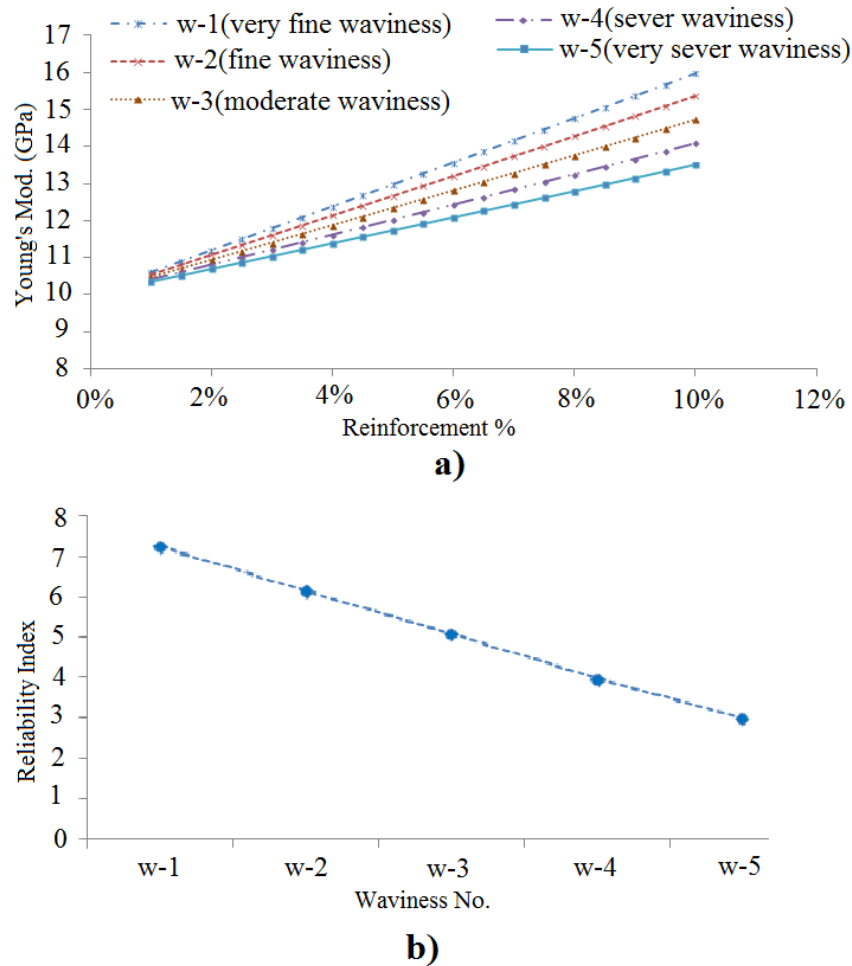 w-1(very fine waviness)
w-2(fine waviness)
w-3(moderate waviness)
w-4(sever waviness)
w-5(very sever waviness)
Young's Mod. (GPa)
17
16
15
14
13
12
11
10
9
8
0% 2% 4% 6% 8% 10% 12%
Reinforcement %
a)
Reliability Index
8
7
6
5
4
3
2
1
0
w-1 w-2 w-3 w-4 w-5
Waviness No.
b)